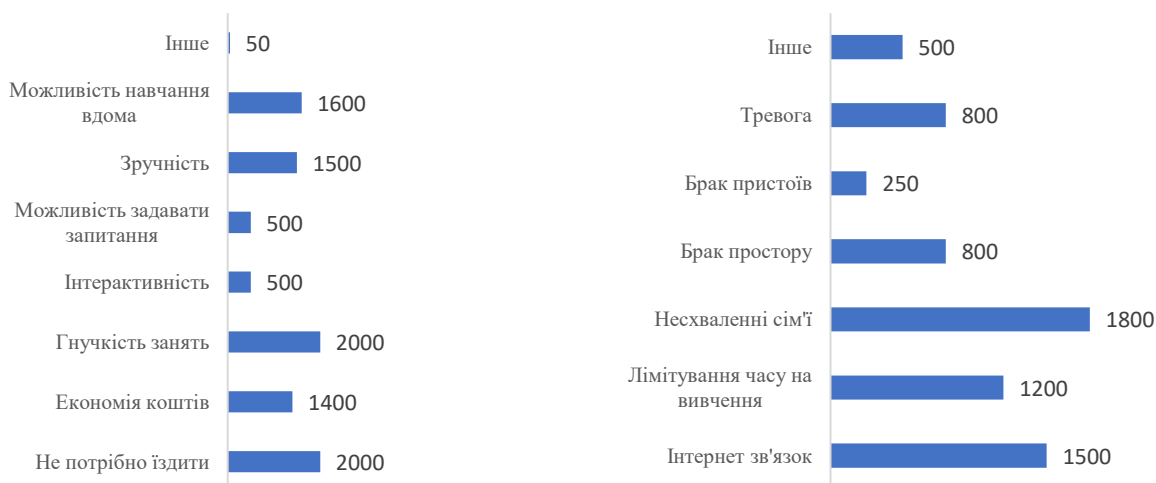 Інше 50
Можливість навчання
вдома
1600
Зручність 1500
Можливість задавати
запитання
500
Інтерактивність 500
Гнучкість занять 2000
Економія коштів 1400
Не потрібно їздити 2000
Інше 500
Тревога 800
Брак пристоїв 250
Брак простору 800
Несхваленні сім'ї 1800
Лімітування часу на
вивчення
1200
Інтернет зв'язок 1500